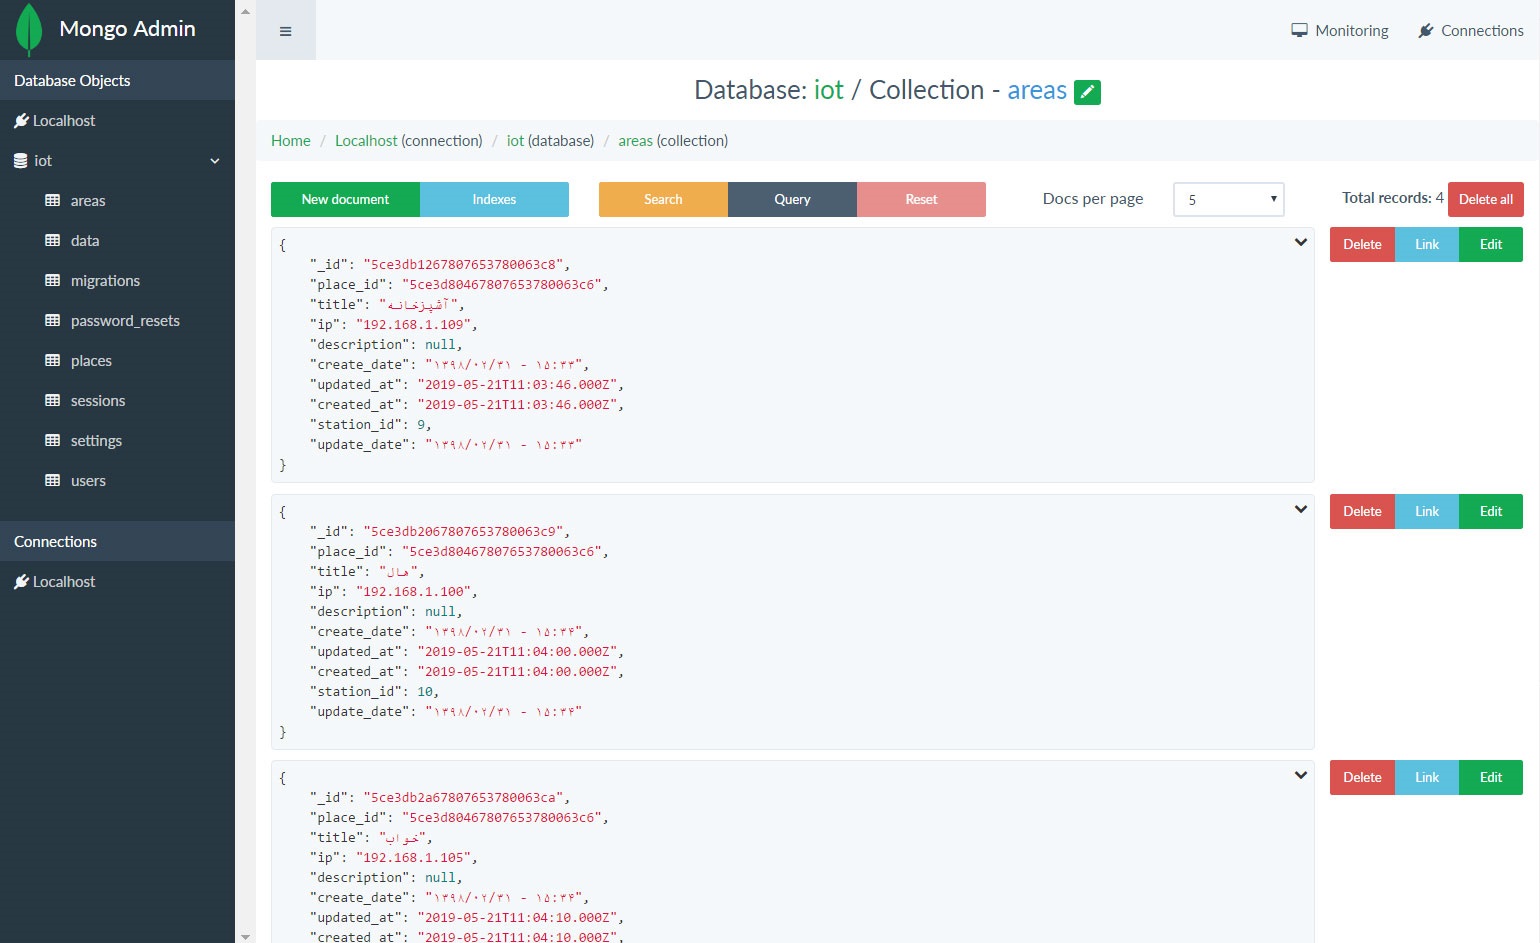 Mongo Admin
Monitoring
Connections
Database Objects
Localhost
iot
areas
data
migrations
password_resets
places
sessions
settings
users
Connections
Localhost
Database: iot / Collection - areas
Home / Localhost (connection) / iot (database) / areas (collection)
New document Indexes Search Query Reset Docs per page 5 Total records: 4 Delete all
{
"_id": "5ce3db1267807653780063c8",
"place_id": "5ce3d80467807653780063c6",
"title": "آشپزخانه",
"ip": "192.168.1.109",
"description": null,
"create_date": "۱۳۹۸/۰۲/۳۱ - ۱۵:۳۳",
"updated_at": "2019-05-21T11:03:46.000Z",
"created_at": "2019-05-21T11:03:46.000Z",
"station_id": 9,
"update_date": "۱۳۹۸/۰۲/۳۱ - ۱۵:۳۳"
}
Delete Link Edit
{
"_id": "5ce3db2067807653780063c9",
"place_id": "5ce3d80467807653780063c6",
"title": "هال",
"ip": "192.168.1.100",
"description": null,
"create_date": "۱۳۹۸/۰۲/۳۱ - ۱۵:۳۴",
"updated_at": "2019-05-21T11:04:00.000Z",
"created_at": "2019-05-21T11:04:00.000Z",
"station_id": 10,
"update_date": "۱۳۹۸/۰۲/۳۱ - ۱۵:۳۴"
}
Delete Link Edit
{
"_id": "5ce3db2a67807653780063ca",
"place_id": "5ce3d80467807653780063c6",
"title": "خواب",
"ip": "192.168.1.105",
"description": null,
"create_date": "۱۳۹۸/۰۲/۳۱ - ۱۵:۳۴",
"updated_at": "2019-05-21T11:04:10.000Z",
"created_at": "2019-05-21T11:04:10.000Z",
Delete Link Edit